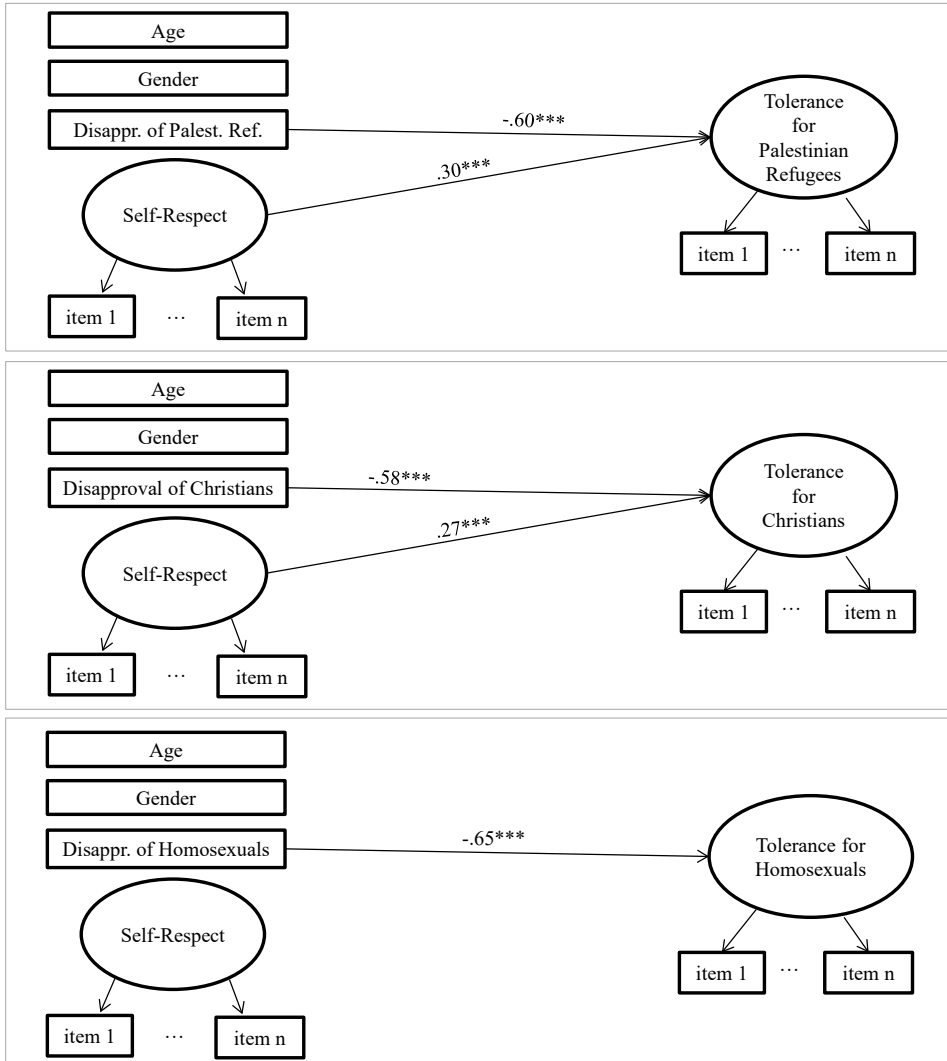 Age
Gender
Disappr. of Palest. Ref.
-.60***
.30***
Tolerance
for
Palestinian
Refugees
Self-Respect
item 1
...
item n
item 1
...
item n
Age
Gender
Disapproval of Christians
-.58***
.27***
Tolerance
for
Christians
Self-Respect
item 1
...
item n
item 1
...
item n
Age
Gender
Disappr. of Homosexuals
-.65***
Tolerance for
Homosexuals
Self-Respect
item 1
...
item n
item 1
...
item n